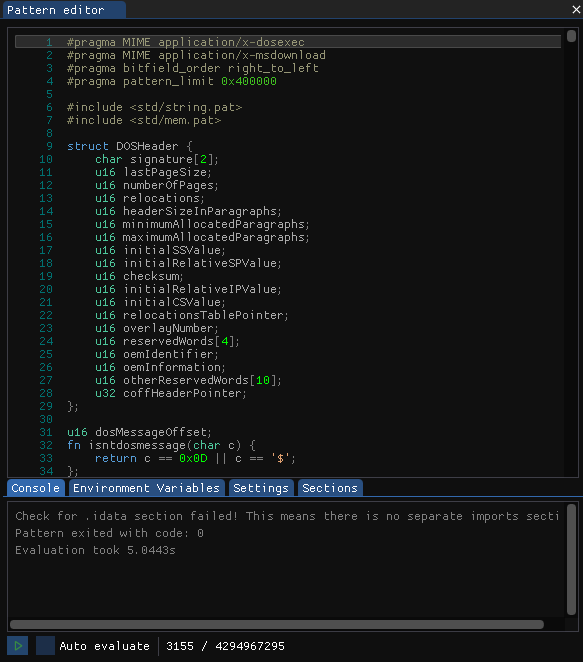 Pattern editor
1 #pragma MIME application/x-dosexec
2 #pragma MIME application/x-msdownload
3 #pragma bitfield_order right_to_left
4 #pragma pattern_limit 0x400000
5
6 #include <std/string.pat>
7 #include <std/mem.pat>
8
9 struct DOSHeader {
10 char signature[2];
11 u16 lastPageSize;
12 u16 numberOfPages;
13 u16 relocations;
14 u16 headerSizeInParagraphs;
15 u16 minimumAllocatedParagraphs;
16 u16 maximumAllocatedParagraphs;
17 u16 initialSSValue;
18 u16 initialRelativeSPValue;
19 u16 checksum;
20 u16 initialRelativeIPValue;
21 u16 initialCSValue;
22 u16 relocationsTablePointer;
23 u16 overlayNumber;
24 u16 reservedWords[4];
25 u16 oemIdentifier;
26 u16 oemInformation;
27 u16 otherReservedWords[10];
28 u32 coffHeaderPointer;
29 };
30
31 u16 dosMessageOffset;
32 fn isntdosmessage(char c) {
33 return c == 0x0D || c == '$';
34 };
Console Environment Variables Settings Sections
Check for .idata section failed! This means there is no separate imports secti
Pattern exited with code: 0
Evaluation took 5.0443s
Auto evaluate 3155 / 4294967295